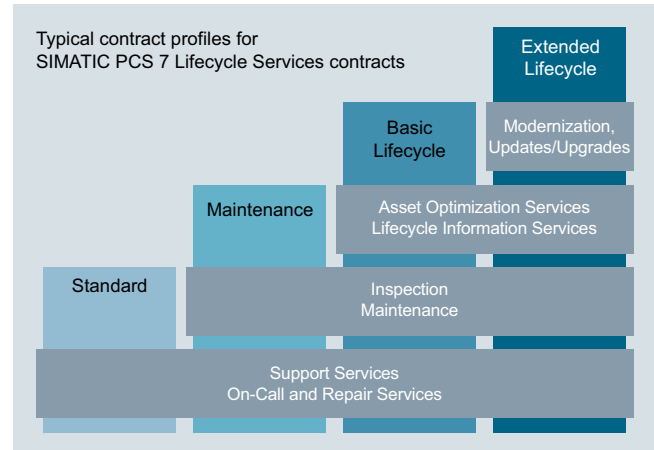 Typical contract profiles for
SIMATIC PCS 7 Lifecycle Services contracts
Extended
Lifecycle
Basic
Lifecycle
Modernization,
Updates/Upgrades
Maintenance
Asset Optimization Services
Lifecycle Information Services
Standard
Inspection
Maintenance
Support Services
On-Call and Repair Services